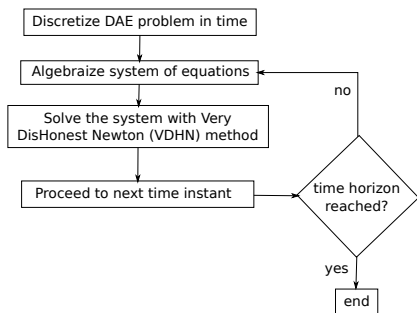 Discretize DAE problem in time
Algebraize system of equations
no
Solve the system with Very
DisHonest Newton (VDHN) method
Proceed to next time instant
time horizon
reached?
yes
end